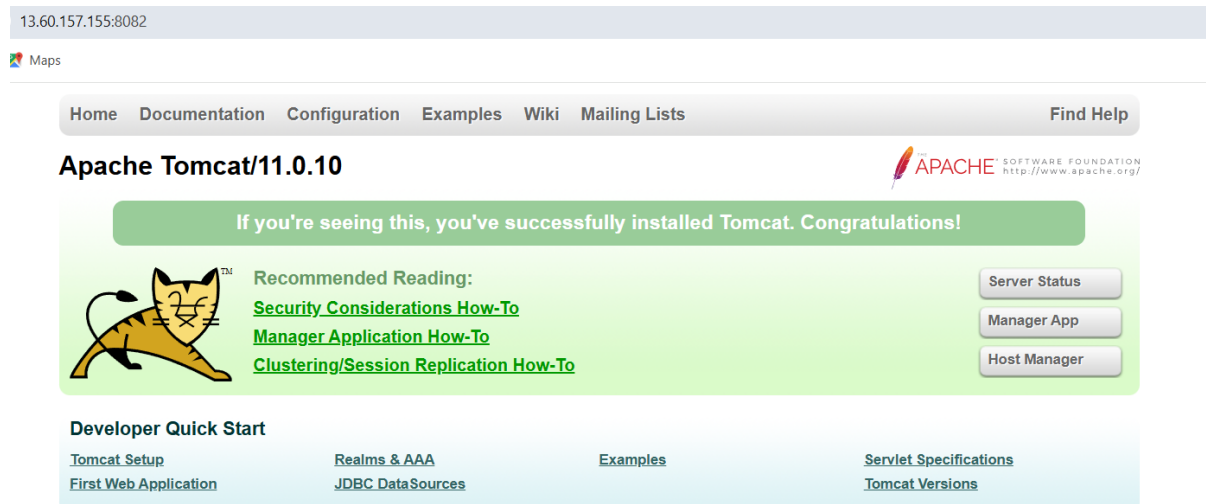 13.60.157.155:8082
Maps
Home Documentation Configuration Examples Wiki Mailing Lists Find Help
Apache Tomcat/11.0.10
THE APACHE® SOFTWARE FOUNDATION
http://www.apache.org/
If you're seeing this, you've successfully installed Tomcat. Congratulations!
TM
Recommended Reading:
Security Considerations How-To
Manager Application How-To
Clustering/Session Replication How-To
Server Status
Manager App
Host Manager
Developer Quick Start
Tomcat Setup Realms & AAA Examples Servlet Specifications
First Web Application JDBC DataSources Tomcat Versions